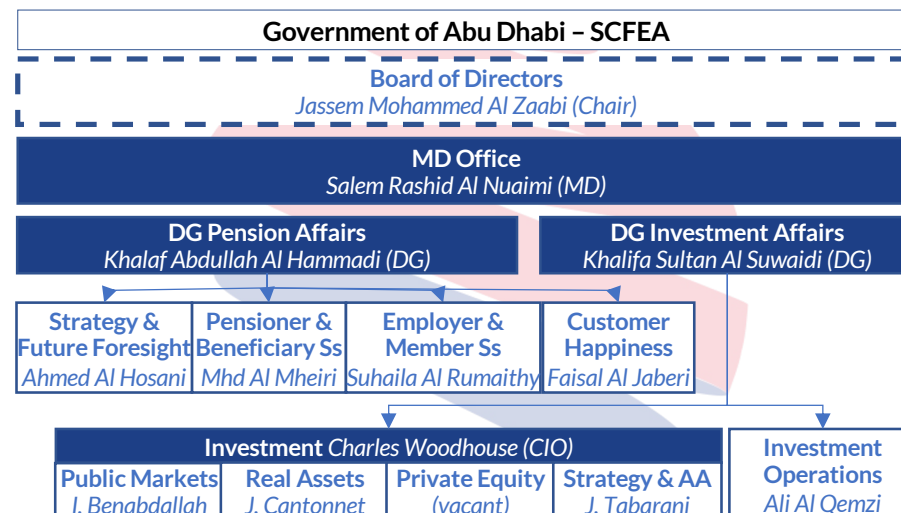 Government of Abu Dhabi – SCFEA
Board of Directors
Jassem Mohammed Al Zaabi (Chair)
MD Office
Salem Rashid Al Nuaimi (MD)
DG Pension Affairs
Khalaf Abdullah Al Hammadi (DG)
DG Investment Affairs
Khalifa Sultan Al Suwaidi (DG)
Strategy &
Future Foresight
Ahmed Al Hosani
Pensioner &
Beneficiary Ss
Mhd Al Mheiri
Employer &
Member Ss
Suhaila Al Rumaithy
Customer
Happiness
Faisal Al Jaberi
Investment Charles Woodhouse (CIO)
Public Markets
J. Benabdallah
Real Assets
J. Cantonnet
Private Equity
(vacant)
Strategy & AA
J. Tabarani
Investment
Operations
Ali Al Qemzi